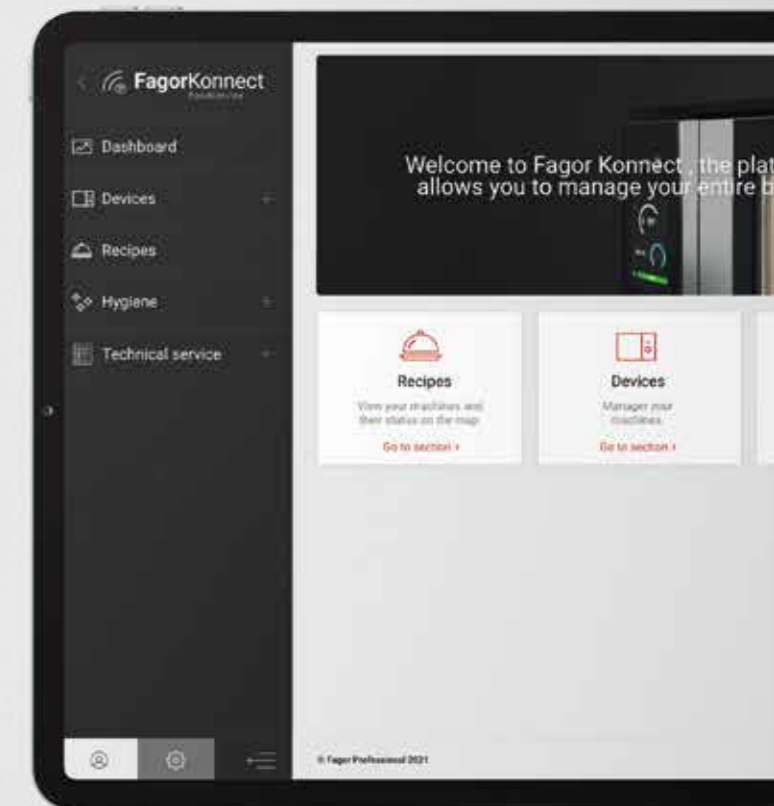 FagorKonnect
Dashboard
Devices
Recipes
Hygiene
Technical service
Welcome to Fagor Konnect , the plat
allows you to manage your entire b
Recipes
View your machines and
their status on the map
Go to section ›
Devices
Manager your
machines.
Go to section ›
© Fagor Professional 2021